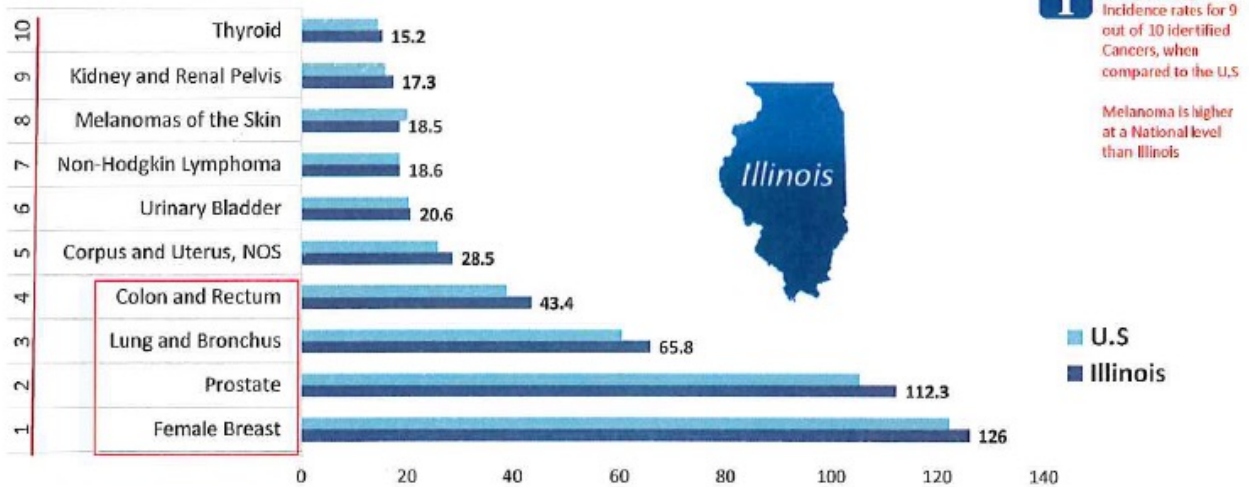 10 Thyroid 15.2
9 Kidney and Renal Pelvis 17.3
8 Melanomas of the Skin 18.5
7 Non-Hodgkin Lymphoma 18.6
6 Urinary Bladder 20.6
5 Corpus and Uterus, NOS 28.5
4 Colon and Rectum 43.4
3 Lung and Bronchus 65.8
2 Prostate 112.3
1 Female Breast 126
0 20 40 60 80 100 120 140
Illinois
Incidence rates for 9
out of 10 identified
Cancers, when
compared to the U.S
Melanoma is higher
at a National level
than Illinois
U.S
Illinois